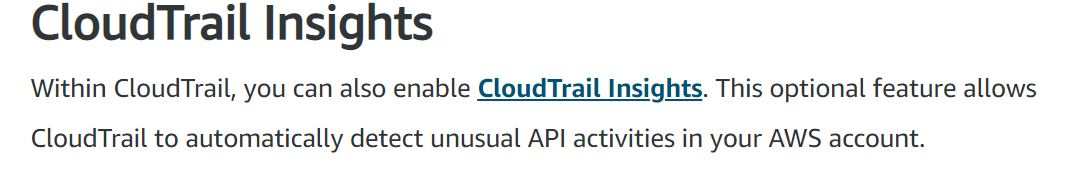 CloudTrail Insights
Within CloudTrail, you can also enable CloudTrail Insights. This optional feature allows
CloudTrail to automatically detect unusual API activities in your AWS account.